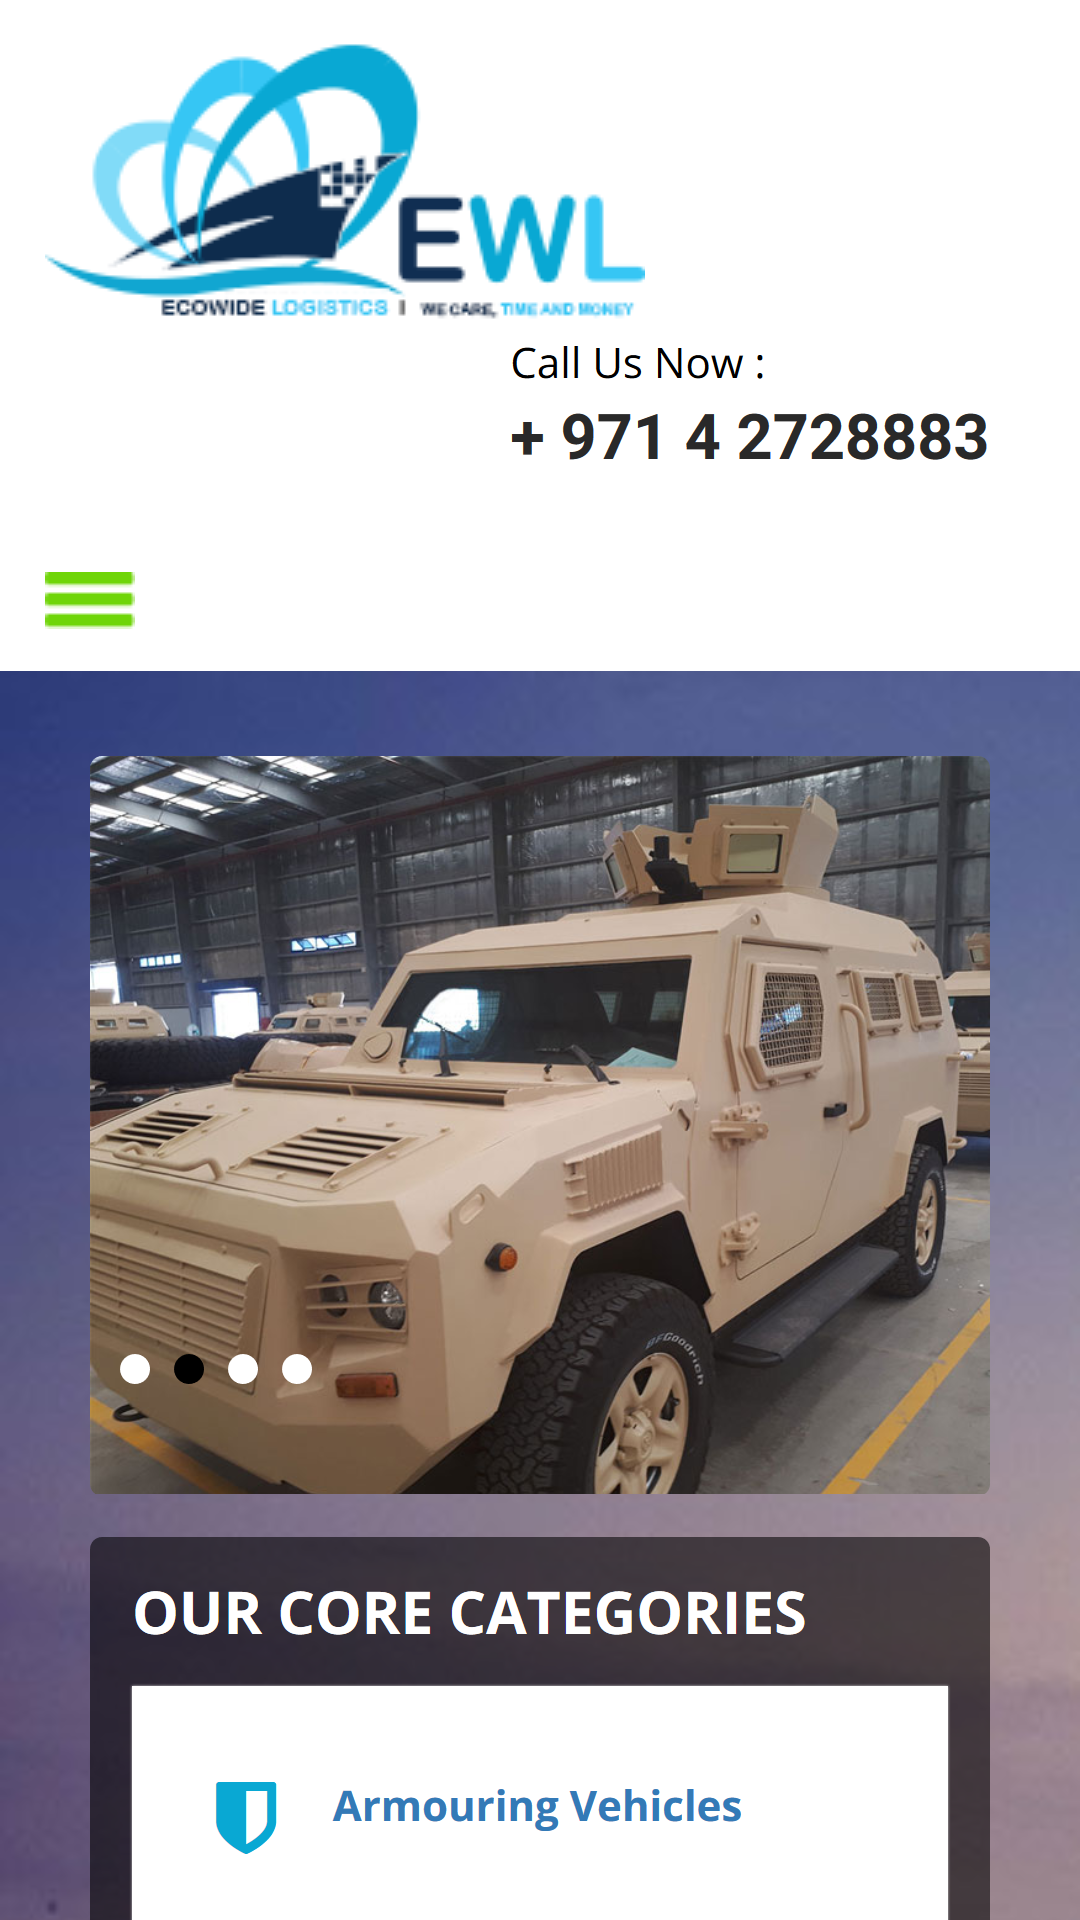 EWL
ECOWIDE LOGISTICS | WE CARE, TIME AND MONEY
Call Us Now :
+ 971 4 2728883
BFGoodrich
OUR CORE CATEGORIES
Armouring Vehicles